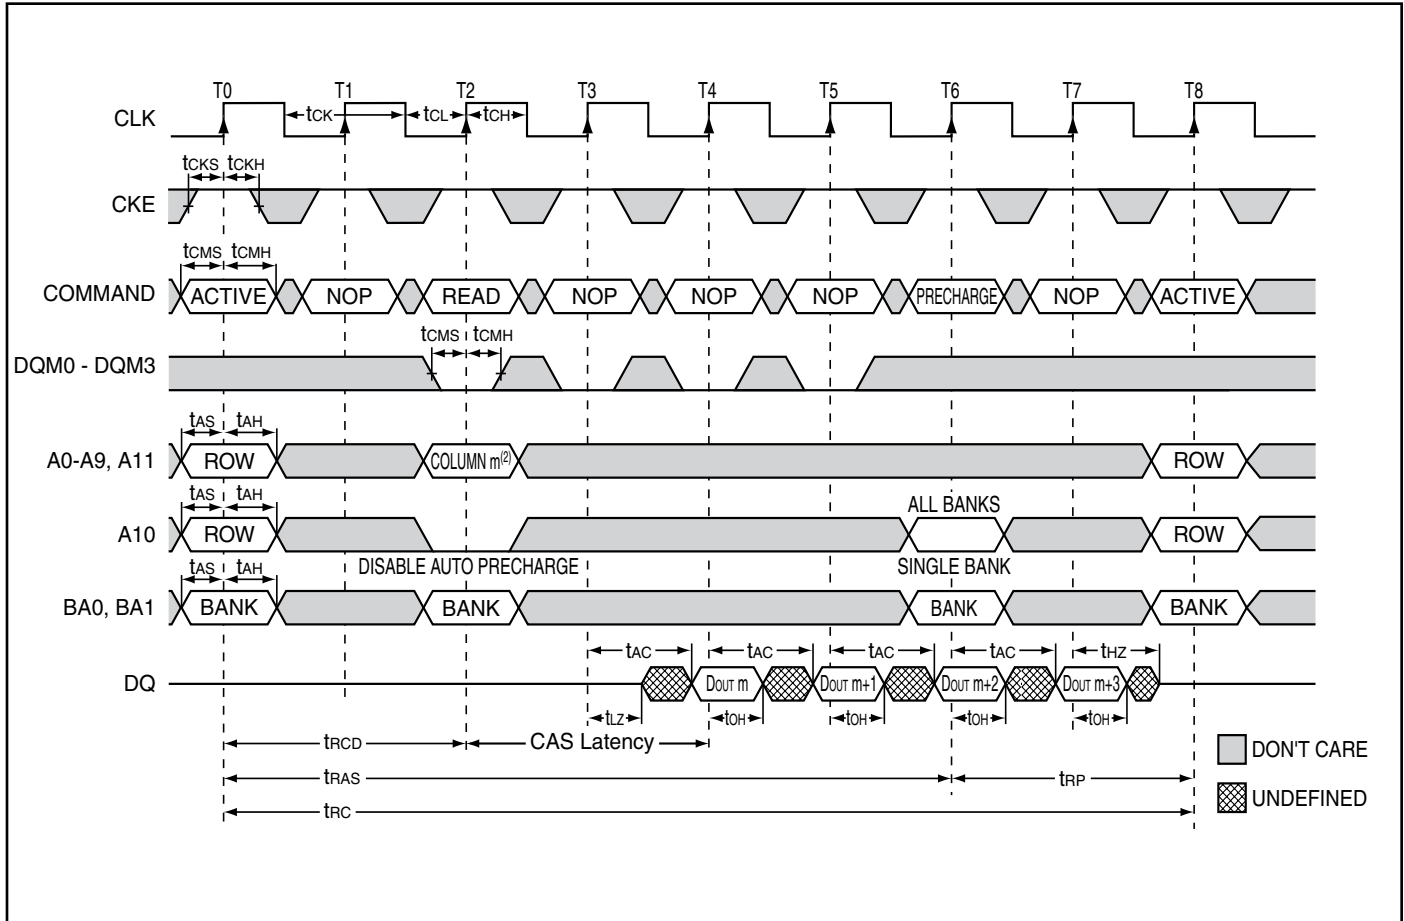 T0 T1 T2 T3 T4 T5 T6 T7 T8
CLK tCK tCL tCH
tCKS tCKH
CKE
tCMS tCMH
COMMAND ACTIVE NOP READ NOP NOP NOP PRECHARGE NOP ACTIVE
tCMS tCMH
DQM0 - DQM3
tAS tAH
A0-A9, A11 ROW COLUMN m(2) ROW
tAS tAH ALL BANKS
A10 ROW ROW
DISABLE AUTO PRECHARGE SINGLE BANK
tAS tAH
BA0, BA1 BANK BANK BANK BANK
tAC tAC tAC tAC tHZ
DQ DOUT m DOUT m+1 DOUT m+2 DOUT m+3
tLZ tOH tOH tOH tOH
tRCD CAS Latency
DON'T CARE
tRAS tRP
UNDEFINED
tRC